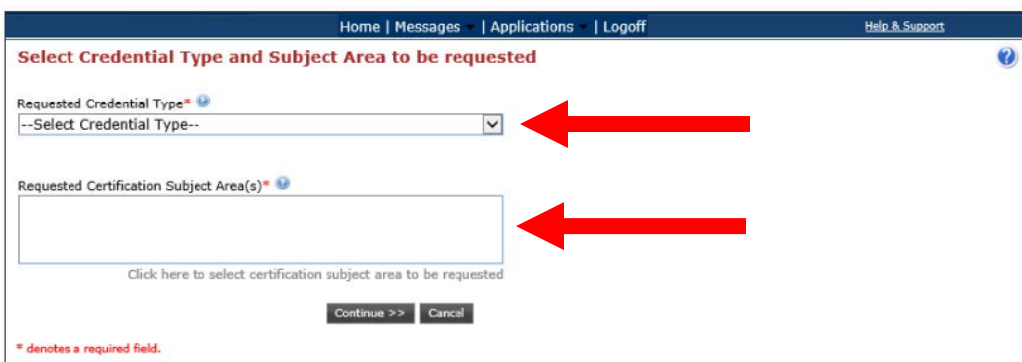 Home | Messages | Applications | Logoff Help & Support
Select Credential Type and Subject Area to be requested
?
Requested Credential Type* ?
--Select Credential Type--
Requested Certification Subject Area(s)* ?
Click here to select certification subject area to be requested
Continue >> Cancel
* denotes a required field.